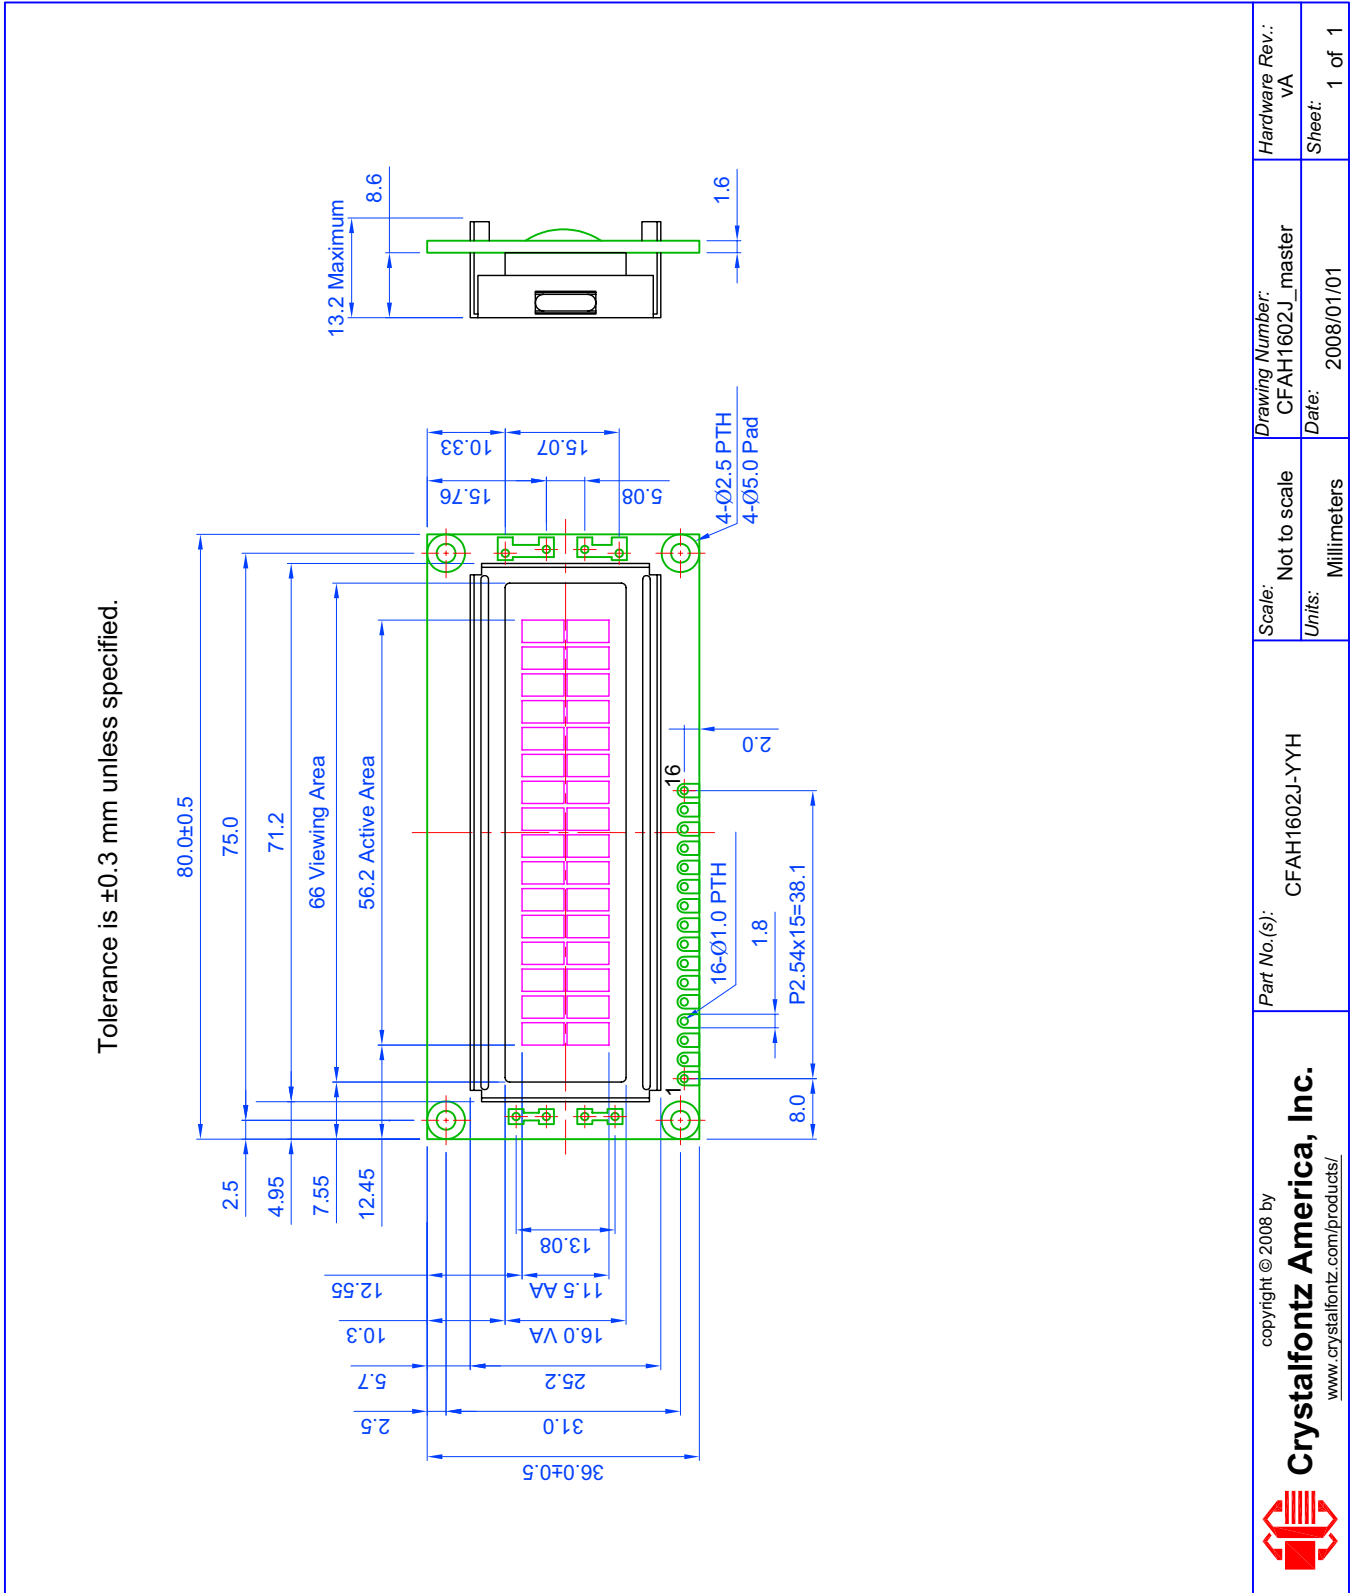 Tolerance is ±0.3 mm unless specified.
80.0±0.5
75.0
71.2
66 Viewing Area
56.2 Active Area
2.5
4.95
7.55
12.45
13.2 Maximum
8.6
1.6
10.33
15.07
15.76
5.08
4-Ø2.5 PTH
4-Ø5.0 Pad
2.0
1
16
16-Ø1.0 PTH
1.8
P2.54x15=38.1
8.0
13.08
12.55
11.5 AA
10.3
16.0 VA
5.7
25.2
2.5
31.0
36.0±0.5
copyright © 2008 by
Crystalfontz America, Inc.
www.crystalfontz.com/products/
Part No.(s):
CFAH1602J-YYH
Scale:
Not to scale
Units:
Millimeters
Drawing Number:
CFAH1602J_master
Date:
2008/01/01
Hardware Rev.:
vA
Sheet:
1 of 1